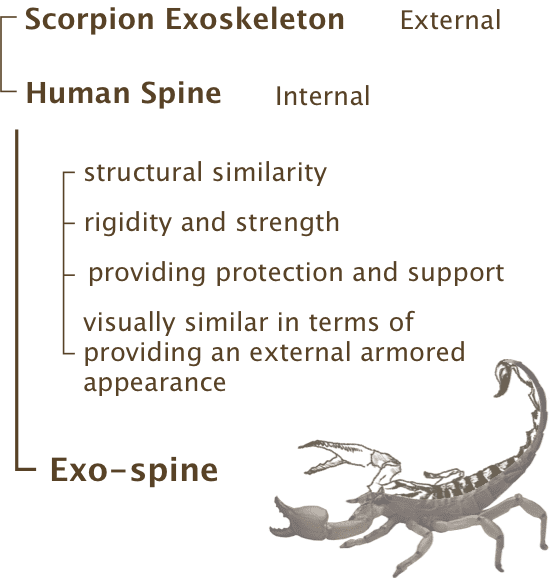 Scorpion Exoskeleton External
Human Spine Internal
structural similarity
rigidity and strength
providing protection and support
visually similar in terms of
providing an external armored
appearance
Exo-spine